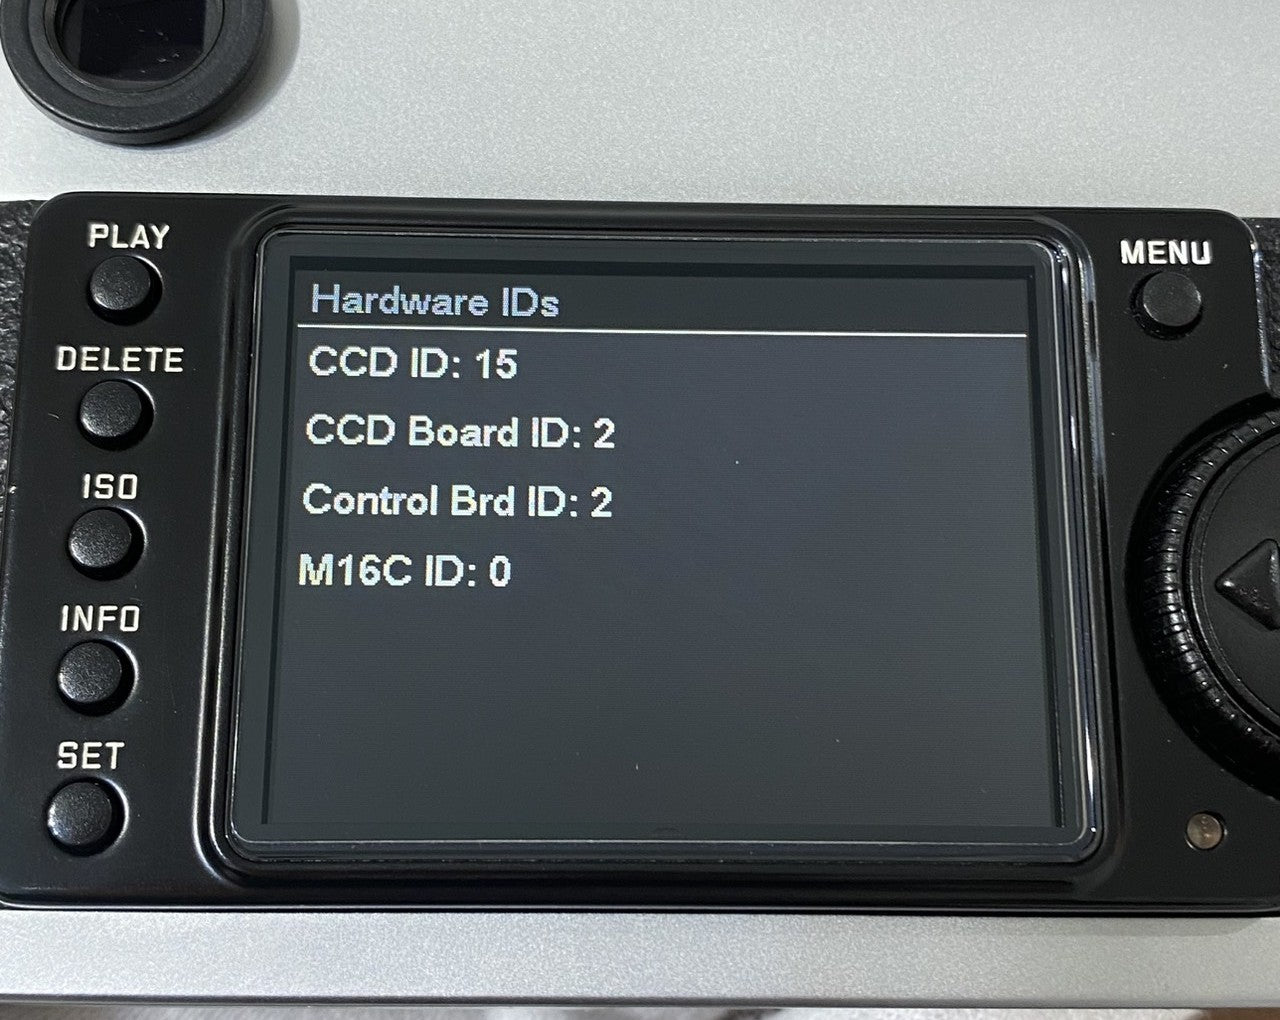 PLAY
DELETE
ISO
INFO
SET
Hardware IDs
CCD ID: 15
CCD Board ID: 2
Control Brd ID: 2
M16C ID: 0
MENU